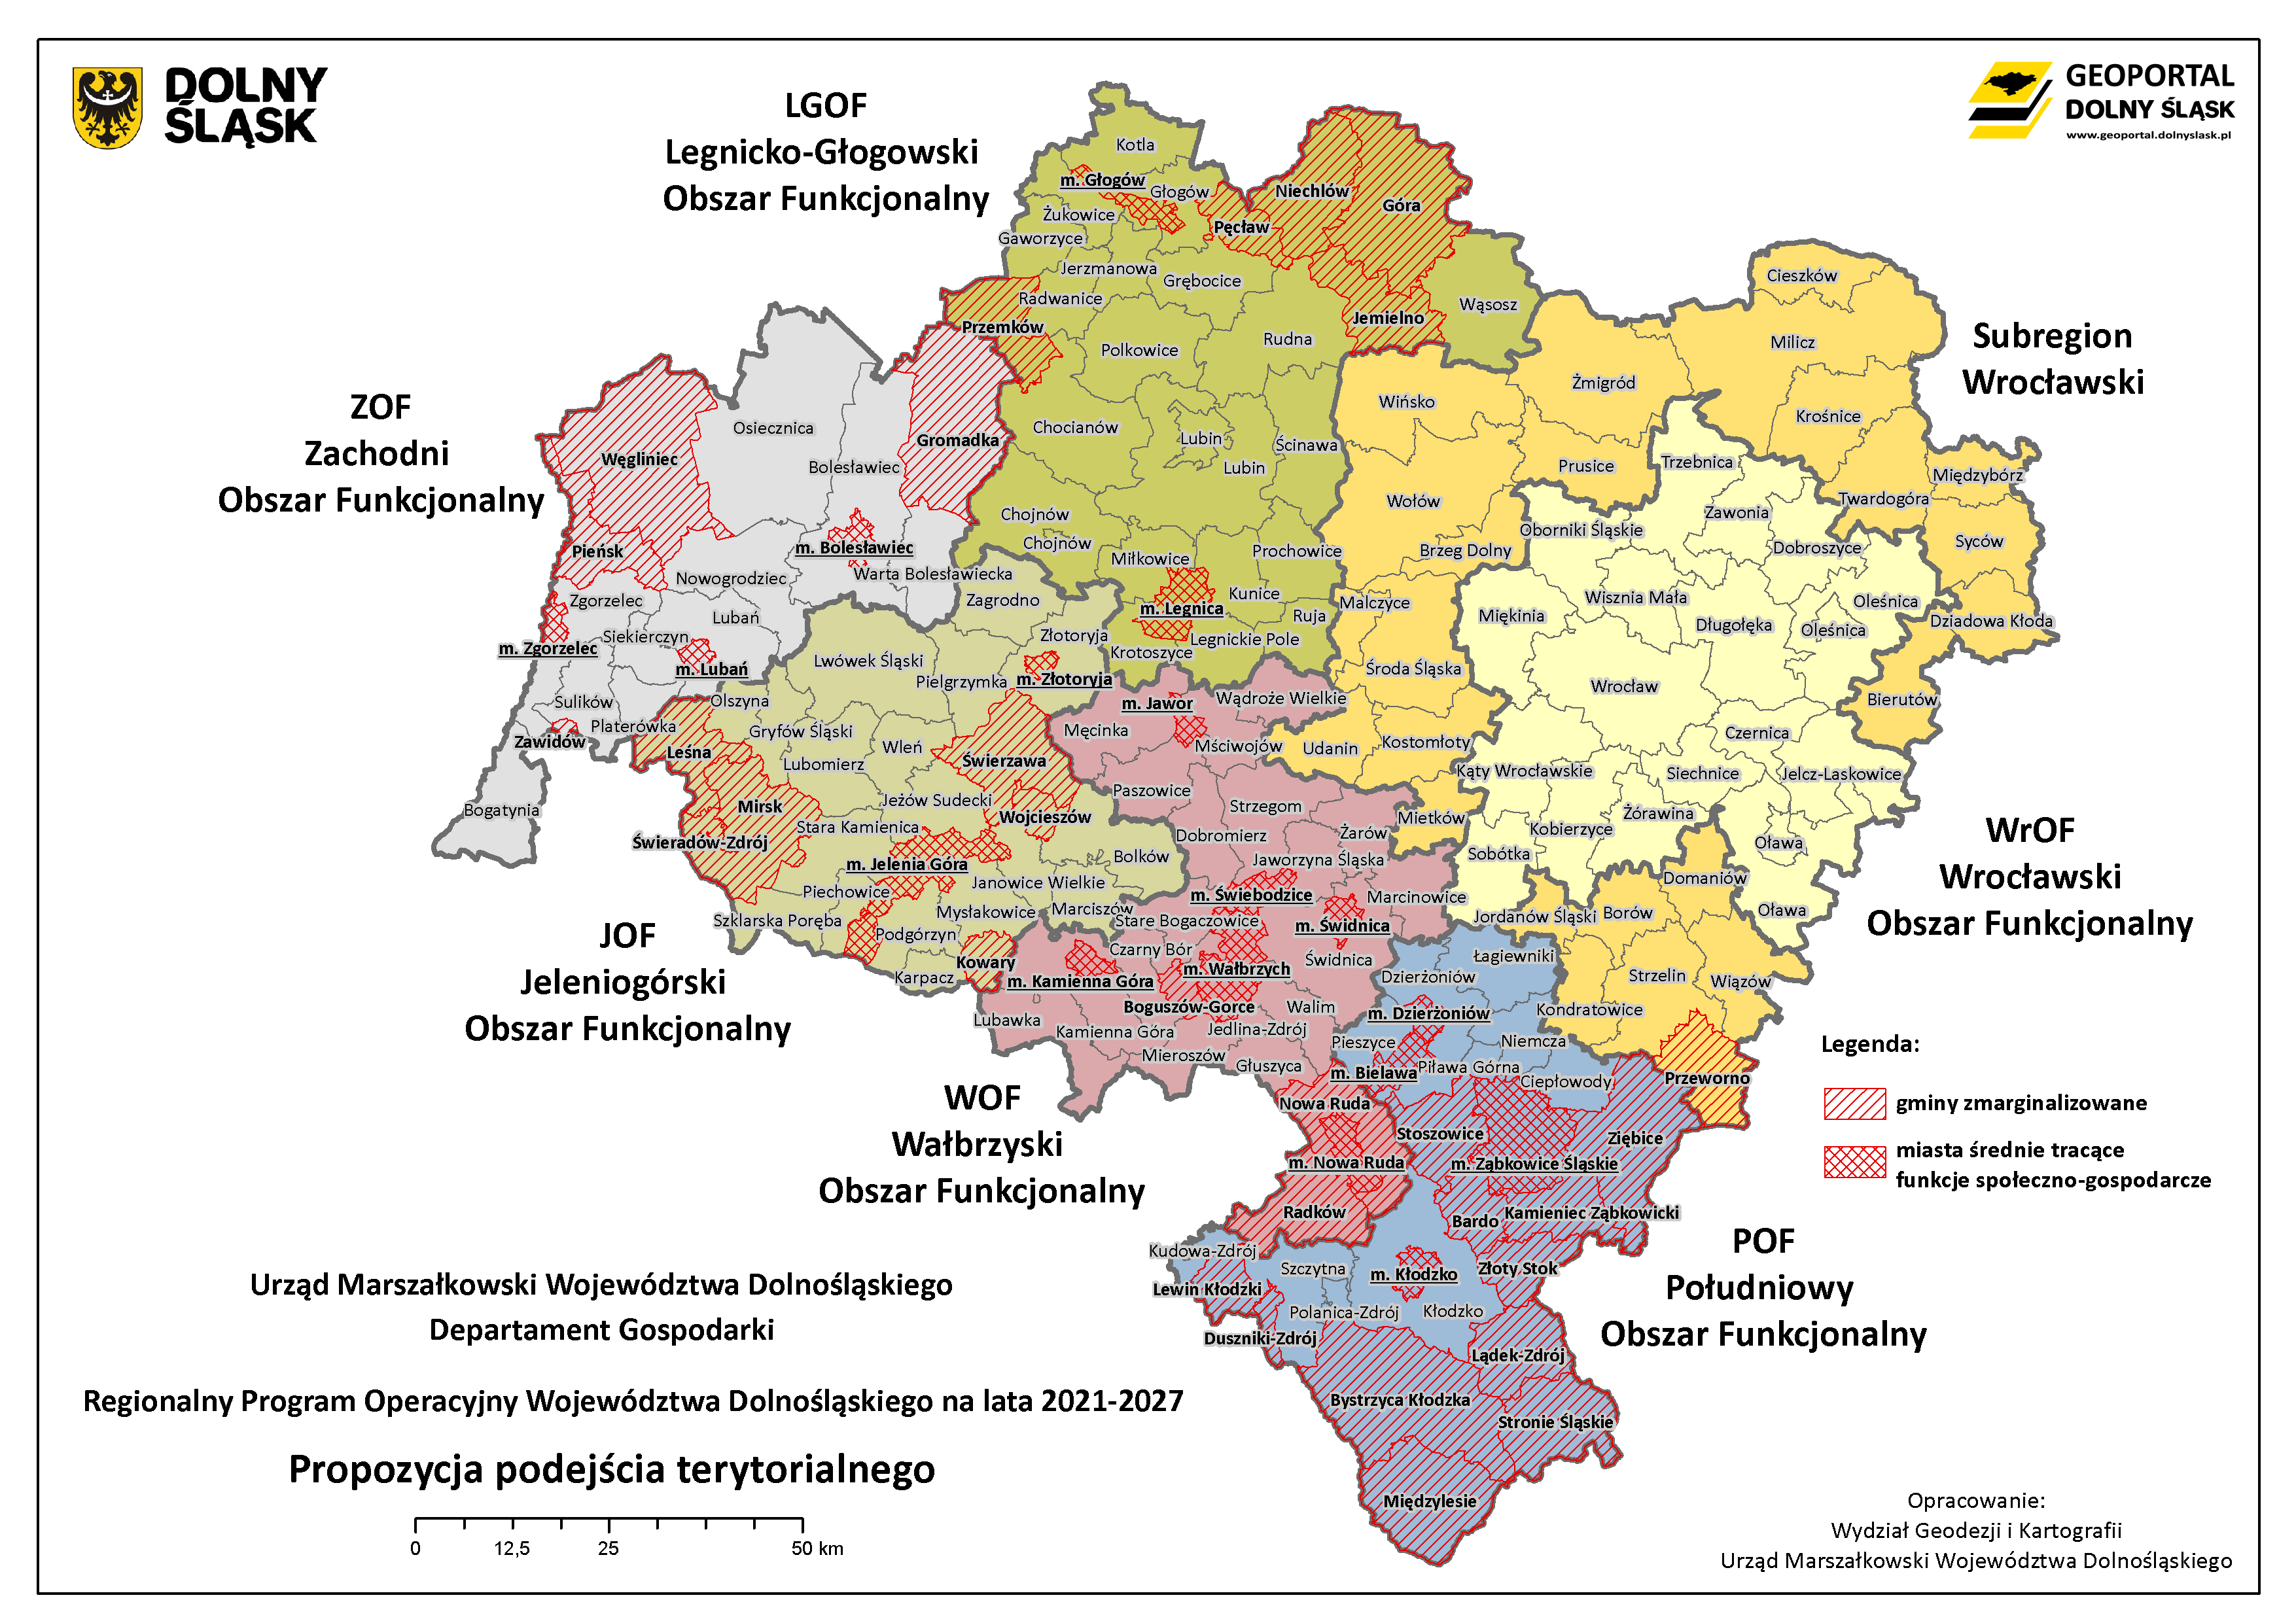 DOLNY
ŚLĄSK
GEOPORTAL
DOLNY ŚLĄSK
www.geoportal.dolnyslask.pl
LGOF
Legnicko-Głogowski
Obszar Funkcjonalny
Subregion
Wrocławski
ZOF
Zachodni
Obszar Funkcjonalny
WrOF
Wrocławski
Obszar Funkcjonalny
JOF
Jeleniogórski
Obszar Funkcjonalny
WOF
Wałbrzyski
Obszar Funkcjonalny
POF
Południowy
Obszar Funkcjonalny
Kotla
m. Głogów
Głogów
Żukowice
Gaworzyce
Pęcław
Niechlów
Góra
Jerzmanowa
Grębocice
Radwanice
Przemków
Jemielno
Wąsosz
Rudna
Polkowice
Chocianów
Lubin
Lubin
Ścinawa
Chojnów
Chojnów
Miłkowice
Prochowice
Kunice
m. Legnica
Ruja
Legnickie Pole
Krotoszyce
Cieszków
Milicz
Żmigród
Krośnice
Wińsko
Prusice
Trzebnica
Międzybórz
Twardogóra
Wołów
Zawonia
Oborniki Śląskie
Syców
Brzeg Dolny
Dobroszyce
Malczyce
Miękinia
Wisznia Mała
Długołęka
Oleśnica
Oleśnica
Dziadowa Kłoda
Środa Śląska
Wrocław
Bierutów
Czernica
Udanin
Kostomłoty
Kąty Wrocławskie
Siechnice
Jelcz-Laskowice
Mietków
Żórawina
Kobierzyce
Oława
Sobótka
Domaniów
Oława
Jordanów Śląski
Borów
Strzelin
Wiązów
Kondratowice
Przeworno
Osiecznica
Węgliniec
Bolesławiec
Gromadka
Pieńsk
m. Bolesławiec
Nowogrodziec
Warta Bolesławiecka
Zgorzelec
Lubań
Siekierczyn
m. Zgorzelec
m. Lubań
Sulików
Platerówka
Zawidów
Bogatynia
Zagrodno
Złotoryja
Lwówek Śląski
Pielgrzymka
m. Złotoryja
Olszyna
Gryfów Śląski
Leśna
Wleń
Świerzawa
Lubomierz
Mirsk
Jeżów Sudecki
Wojcieszów
Stara Kamienica
Świeradów-Zdrój
m. Jelenia Góra
Bolków
Piechowice
Janowice Wielkie
Szklarska Poręba
Mysłakowice
Marciszów
Podgórzyn
Kowary
Karpacz
m. Jawor
Wądroże Wielkie
Męcinka
Mściwojów
Paszowice
Strzegom
Dobromierz
Żarów
Jaworzyna Śląska
m. Świebodzice
Marcinowice
Stare Bogaczowice
m. Świdnica
Czarny Bór
m. Wałbrzych
Świdnica
m. Kamienna Góra
Boguszów-Gorce
Walim
Lubawka
Kamienna Góra
Jedlina-Zdrój
Mieroszów
Głuszyca
Nowa Ruda
m. Nowa Ruda
Radków
Łagiewniki
Dzierżoniów
m. Dzierżoniów
Pieszyce
Niemcza
m. Bielawa
Piława Górna
Ciepłowody
Stoszowice
Ziębice
m. Ząbkowice Śląskie
Bardo
Kamieniec Ząbkowicki
Kudowa-Zdrój
Szczytna
m. Kłodzko
Złoty Stok
Lewin Kłodzki
Polanica-Zdrój
Kłodzko
Duszniki-Zdrój
Lądek-Zdrój
Bystrzyca Kłodzka
Stronie Śląskie
Międzylesie
Legenda:
gminy zmarginalizowane
miasta średnie tracące
funkcje społeczno-gospodarcze
Urząd Marszałkowski Województwa Dolnośląskiego
Departament Gospodarki
Regionalny Program Operacyjny Województwa Dolnośląskiego na lata 2021-2027
Propozycja podejścia terytorialnego
0 12,5 25 50 km
Opracowanie:
Wydział Geodezji i Kartografii
Urząd Marszałkowski Województwa Dolnośląskiego